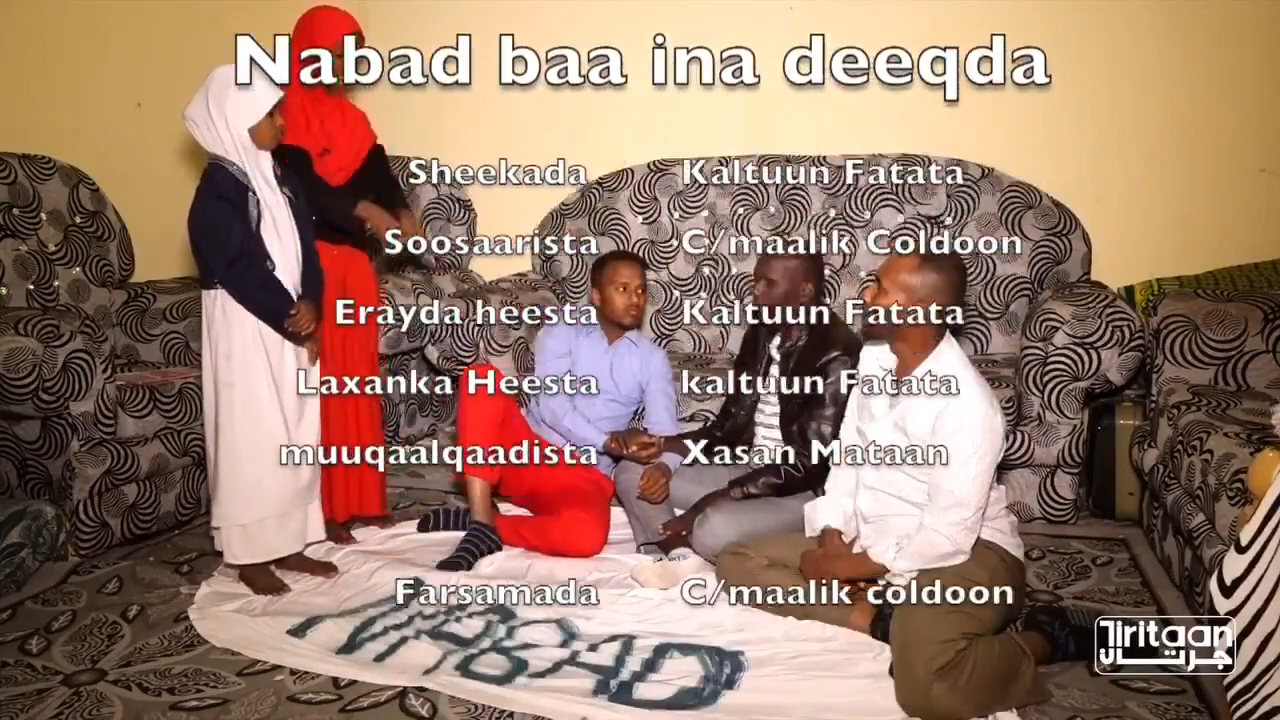 Nabad baa ina deeqda
Sheekada Kaltuun Fatata
Soosaarista C/maalik Coldoon
Erayda heesta Kaltuun Fatata
Laxanka Heesta kaltuun Fatata
muuqaalqaadista Xasan Mataan
Farsamada C/maalik coldoon
NABAD
Jiritaan
جريتال